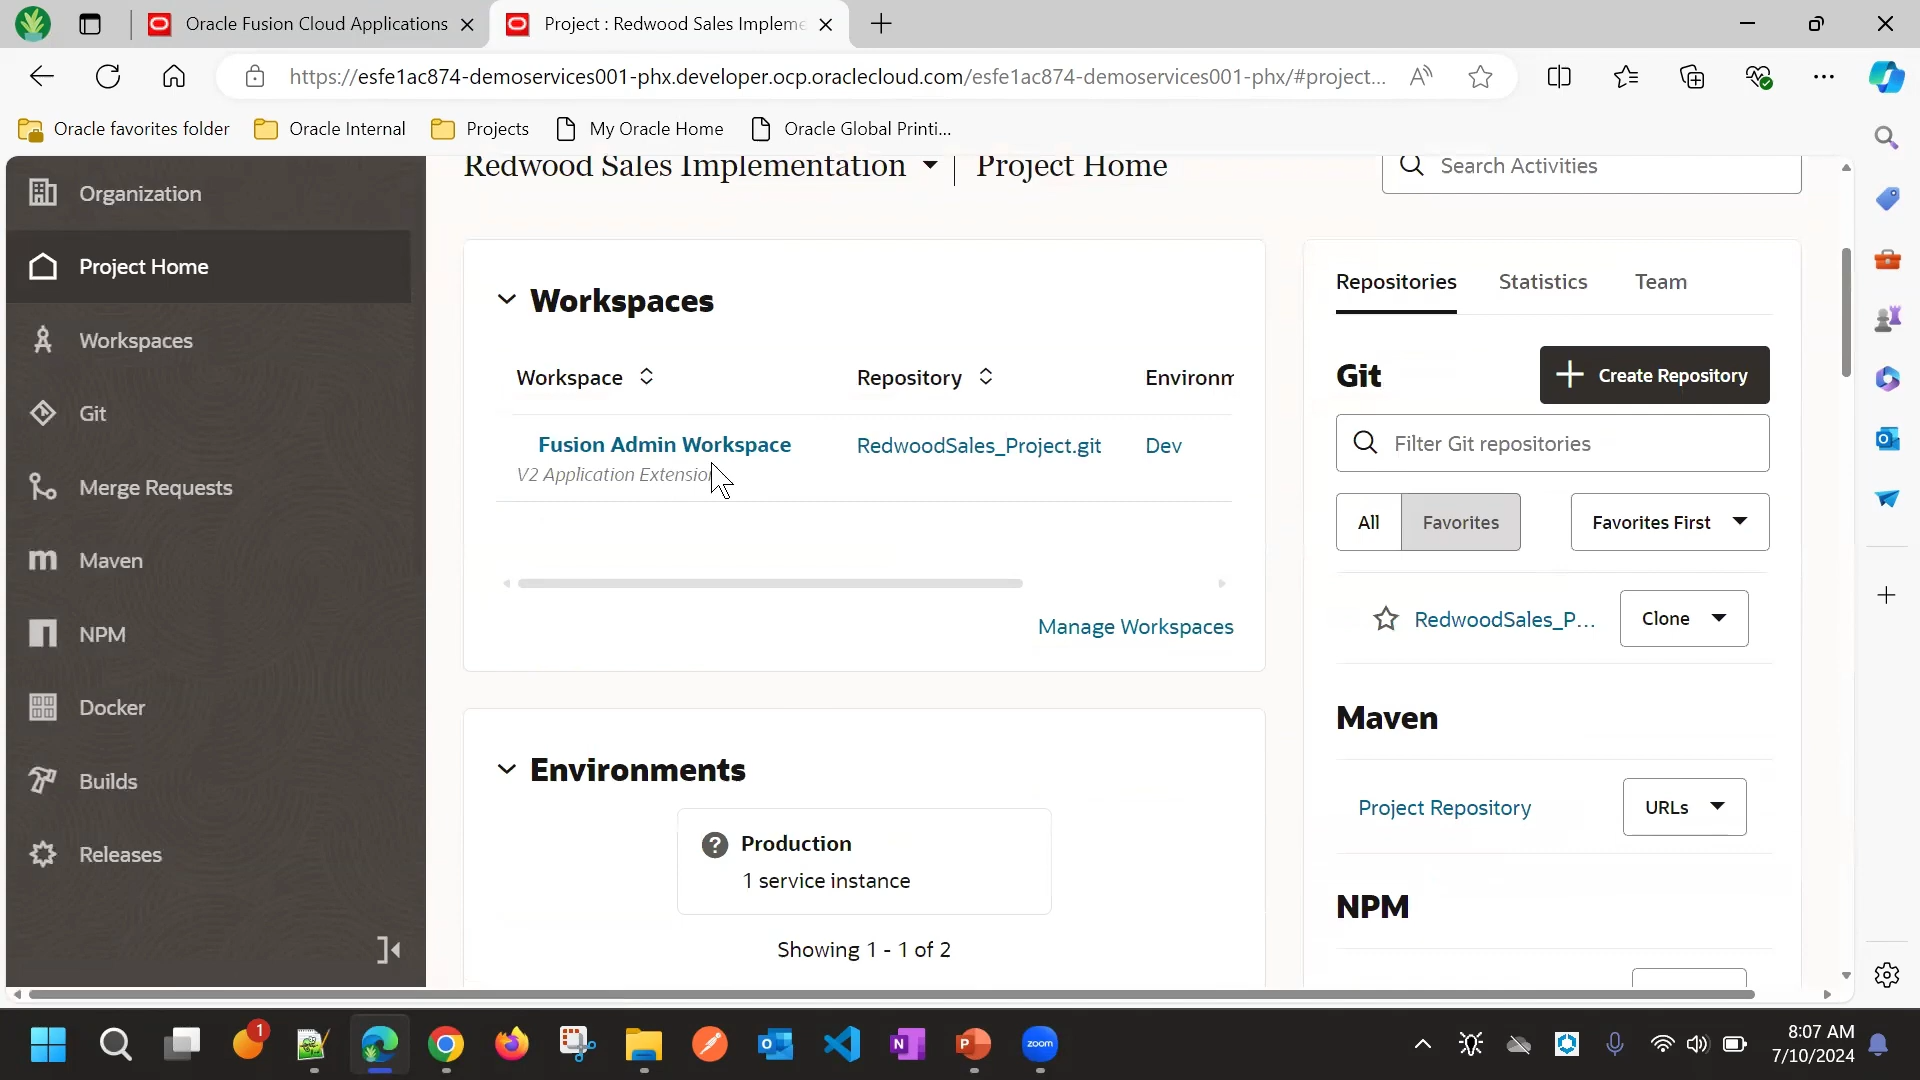 Oracle Fusion Cloud Applications
Project : Redwood Sales Impleme
https://esfe1ac874-demoservices001-phx.developer.ocp.oraclecloud.com/esfe1ac874-demoservices001-phx/#project...
Oracle favorites folder
Oracle Internal
Projects
My Oracle Home
Oracle Global Printi...
Organization
Project Home
Workspaces
Git
Merge Requests
Maven
NPM
Docker
Builds
Releases
Redwood Sales Implementation
Project Home
Search Activities
Workspaces
Workspace
Repository
Environm
Fusion Admin Workspace
RedwoodSales_Project.git
Dev
V2 Application Extension
Manage Workspaces
Environments
Production
1 service instance
Showing 1 - 1 of 2
Repositories
Statistics
Team
Git
Create Repository
Filter Git repositories
All
Favorites
Favorites First
RedwoodSales_P...
Clone
Maven
Project Repository
URLs
NPM
1
zoom
8:07 AM
7/10/2024